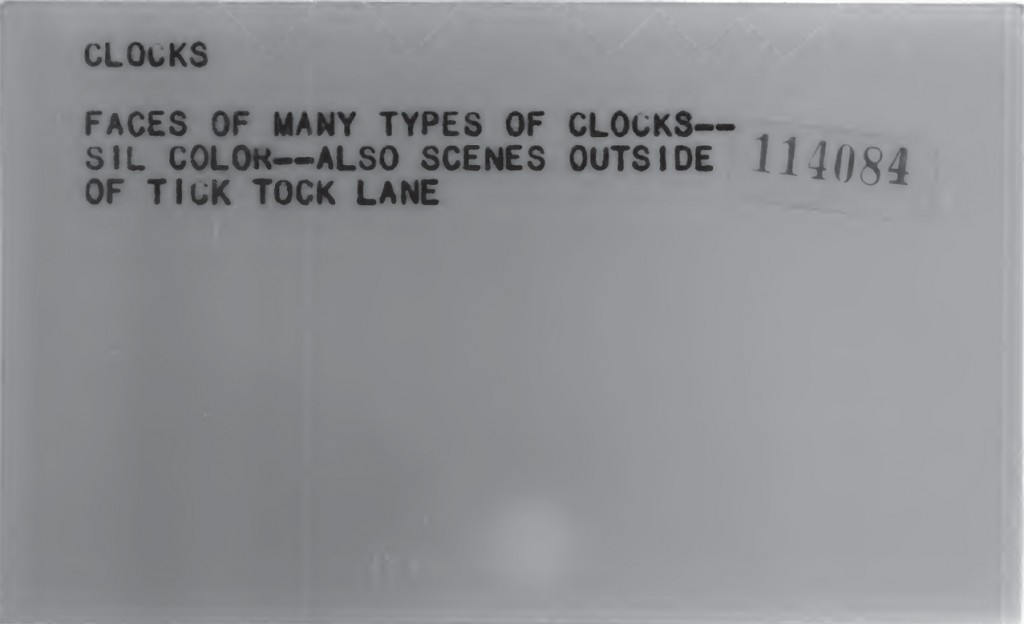 CLOCKS
FACES OF MANY TYPES OF CLOCKS--
SIL COLOR--ALSO SCENES OUTSIDE
OF TICK TOCK LANE
114084